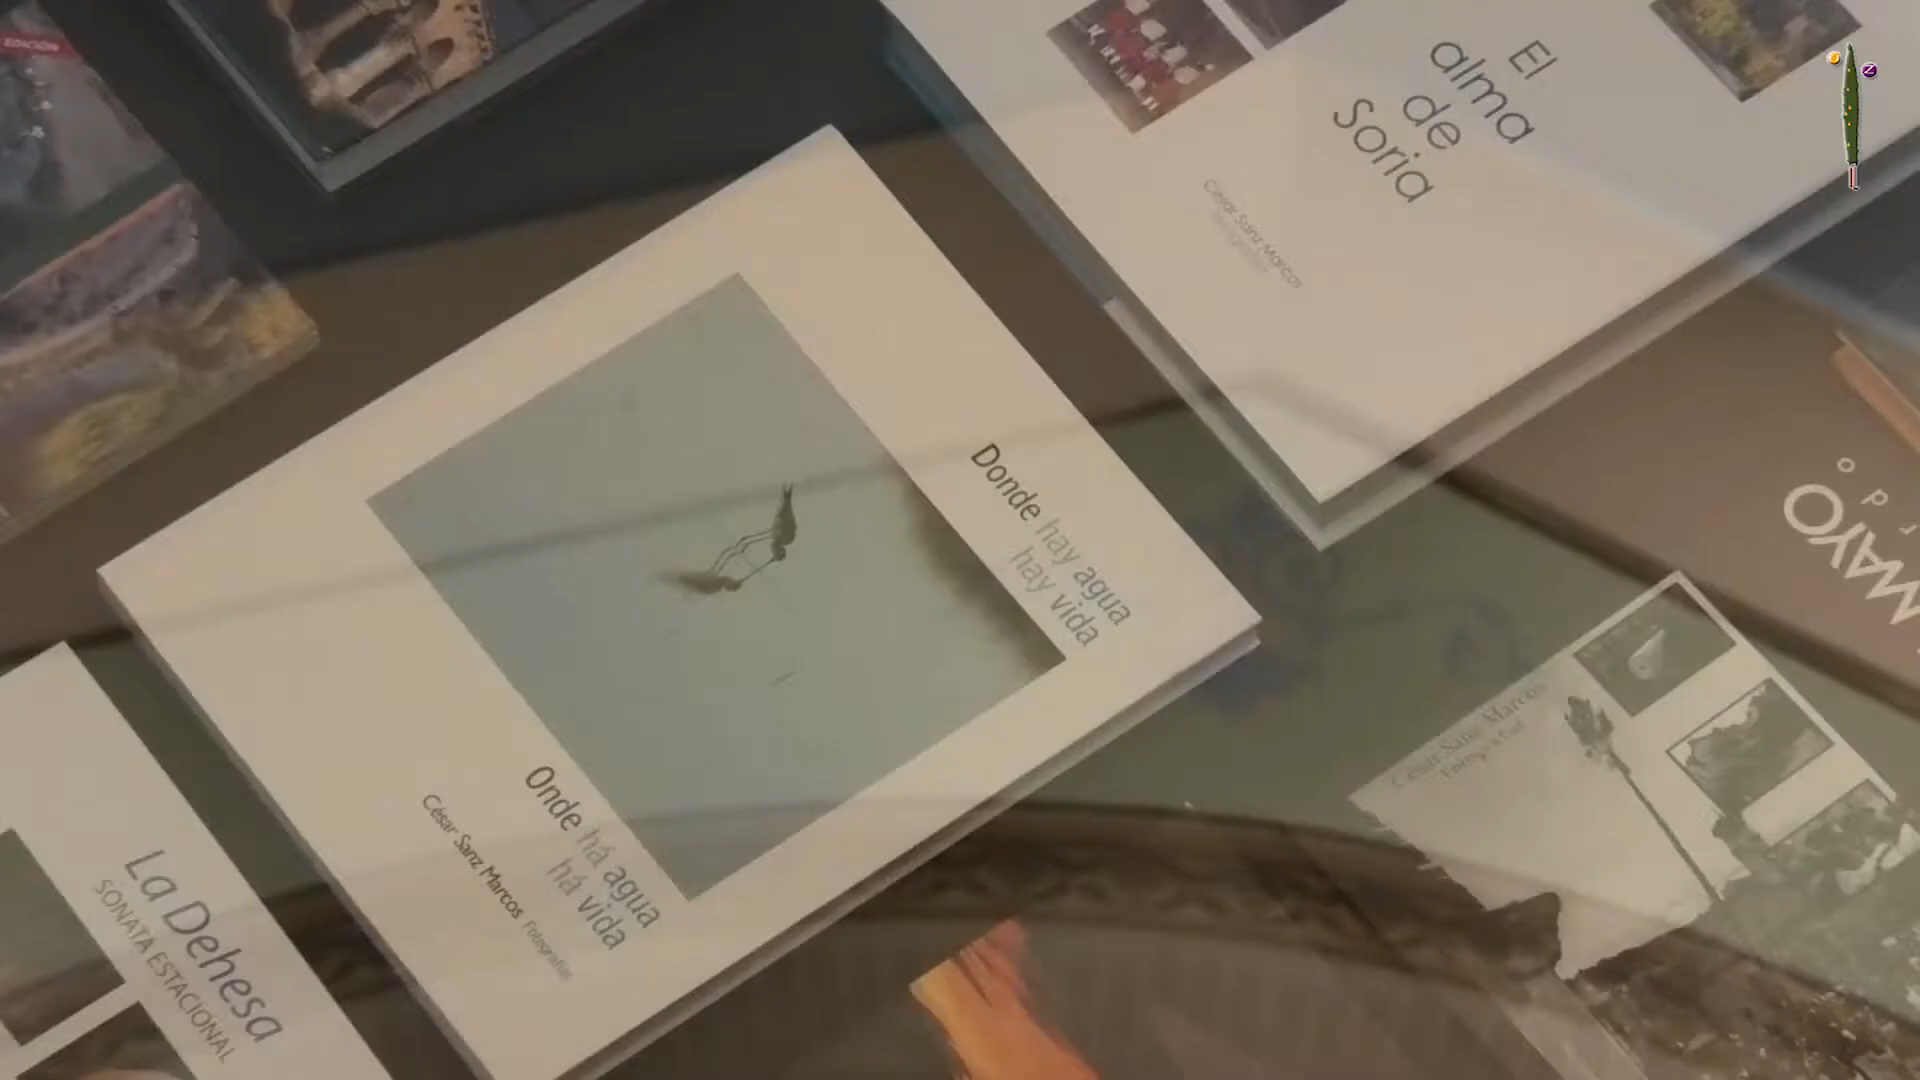 El
alma
de
Soria
César Sanz Marcos
Donde hay agua
hay vida
Onde há agua
há vida
César Sanz Marcos Fotografías
La Dehesa
SONATA ESTACIONAL
César Sanz Marcos
Z